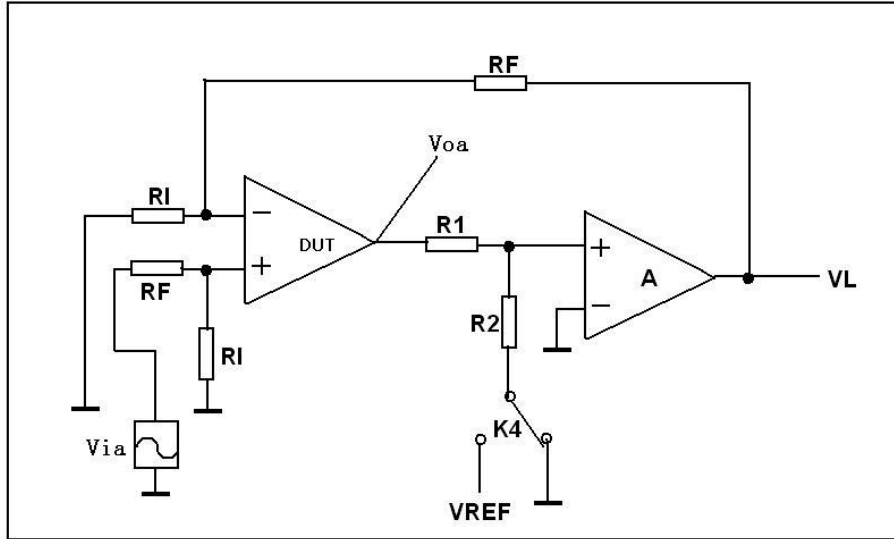 RF
Voa
RI
−
DUT
R1
+
RF
+
A
VL
−
R2
RI
K4
Via
VREF